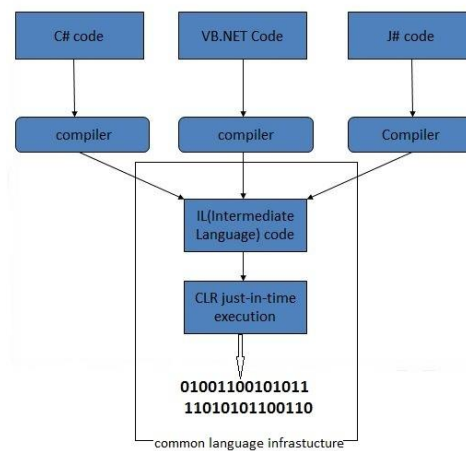 C# code
VB.NET Code
J# code
compiler
compiler
Compiler
IL(Intermediate
Language) code
CLR just-in-time
execution
01001100101011
11010101100110
common language infrastucture